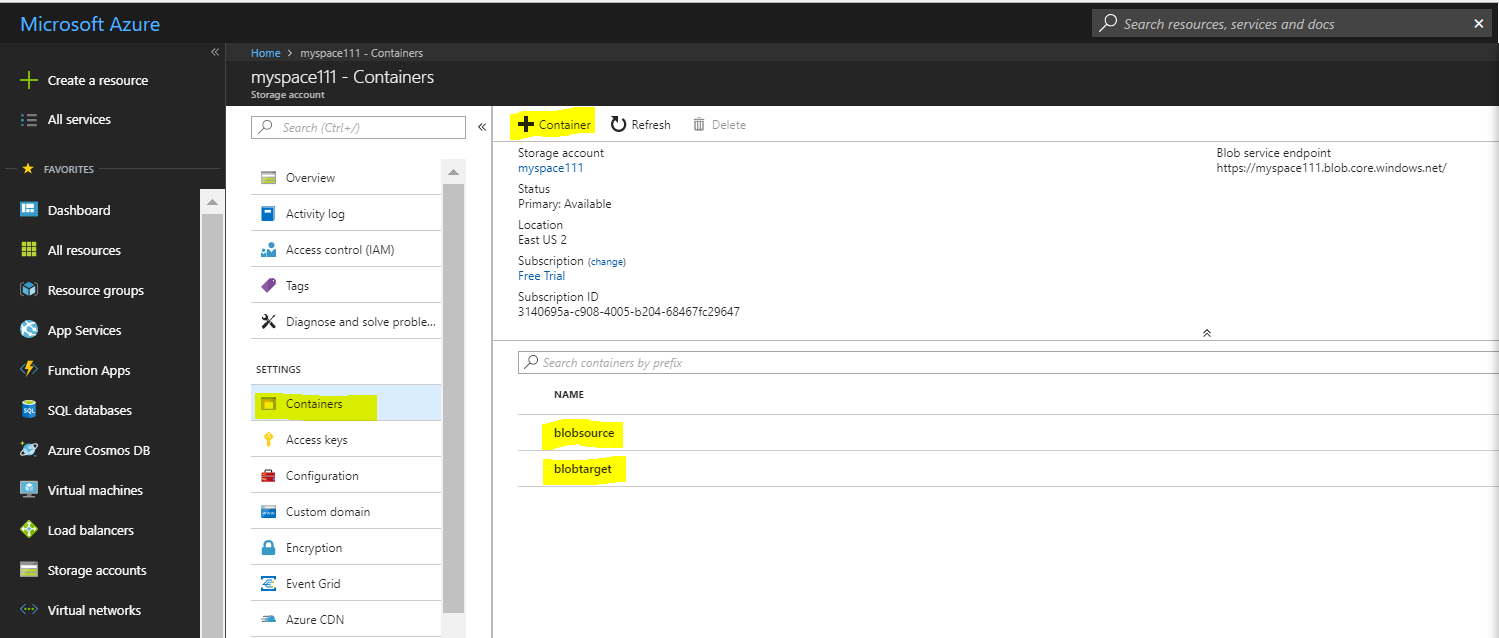 Microsoft Azure
Search resources, services and docs
Home > myspace111 - Containers
myspace111 - Containers
Storage account
Create a resource
All services
FAVORITES
Dashboard
All resources
Resource groups
App Services
Function Apps
SQL databases
Azure Cosmos DB
Virtual machines
Load balancers
Storage accounts
Virtual networks
Search (Ctrl+/)
Overview
Activity log
Access control (IAM)
Tags
Diagnose and solve proble...
SETTINGS
Containers
Access keys
Configuration
Custom domain
Encryption
Event Grid
Azure CDN
Container Refresh Delete
Storage account
myspace111
Status
Primary: Available
Location
East US 2
Subscription (change)
Free Trial
Subscription ID
3140695a-c908-4005-b204-68467fc29647
Blob service endpoint
https://myspace111.blob.core.windows.net/
Search containers by prefix
NAME
blobsource
blobtarget